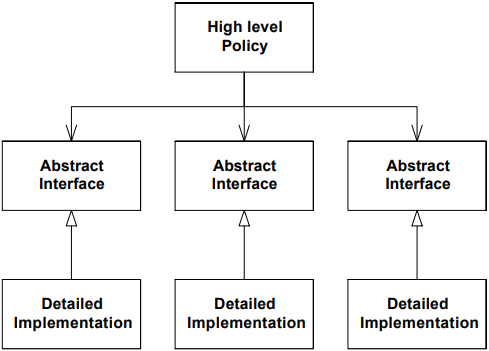 High level
Policy
Abstract
Interface
Abstract
Interface
Abstract
Interface
Detailed
Implementation
Detailed
Implementation
Detailed
Implementation